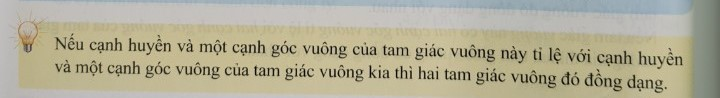 Nếu cạnh huyền và một cạnh góc vuông của tam giác vuông này tỉ lệ với cạnh huyền
và một cạnh góc vuông của tam giác vuông kia thì hai tam giác vuông đó đồng dạng.